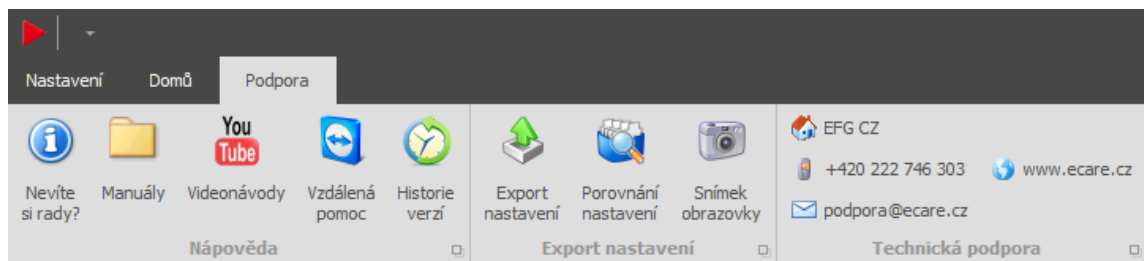 Nastavení Domů Podpora
You
Tube
Nevíte
si rady?
Manuály
Videonávody
Vzdálená
pomoc
Historie
verzí
Nápověda
Export
nastavení
Porovnání
nastavení
Snímek
obrazovky
Export nastavení
EFG CZ
+420 222 746 303 www.ecare.cz
podpora@ecare.cz
Technická podpora